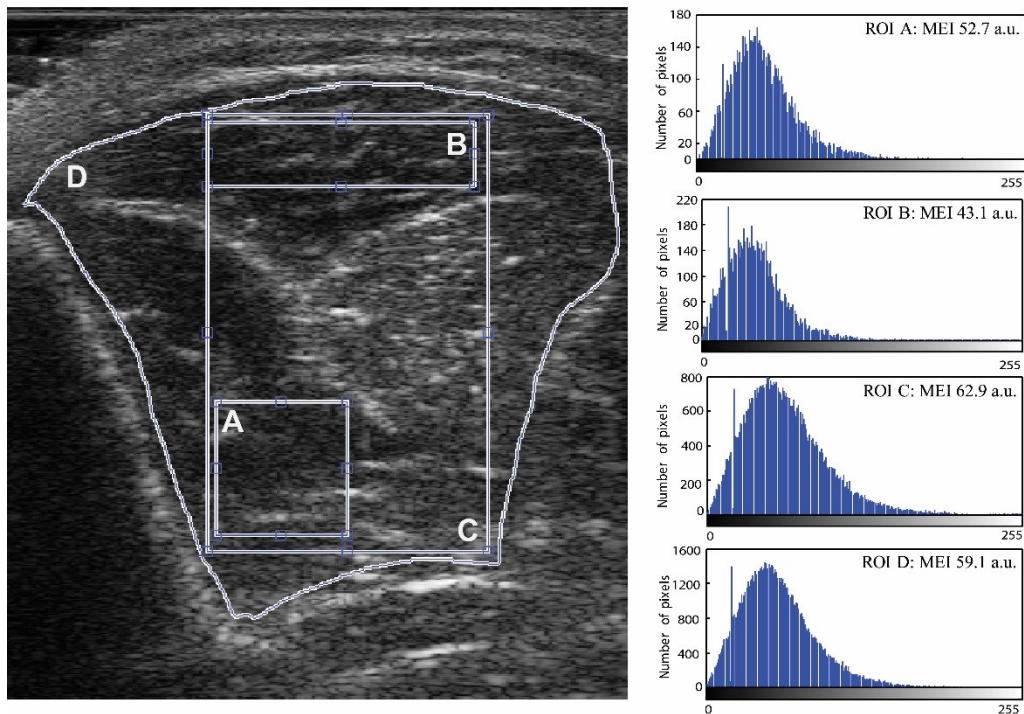 D
B
A
C
ROI A: MEI 52.7 a.u.
Number of pixels
180
140
100
60
20
0
0
255
ROI B: MEI 43.1 a.u.
Number of pixels
220
180
140
100
60
20
0
0
255
ROI C: MEI 62.9 a.u.
Number of pixels
800
600
400
200
0
0
255
ROI D: MEI 59.1 a.u.
Number of pixels
1600
1200
800
400
0
0
255